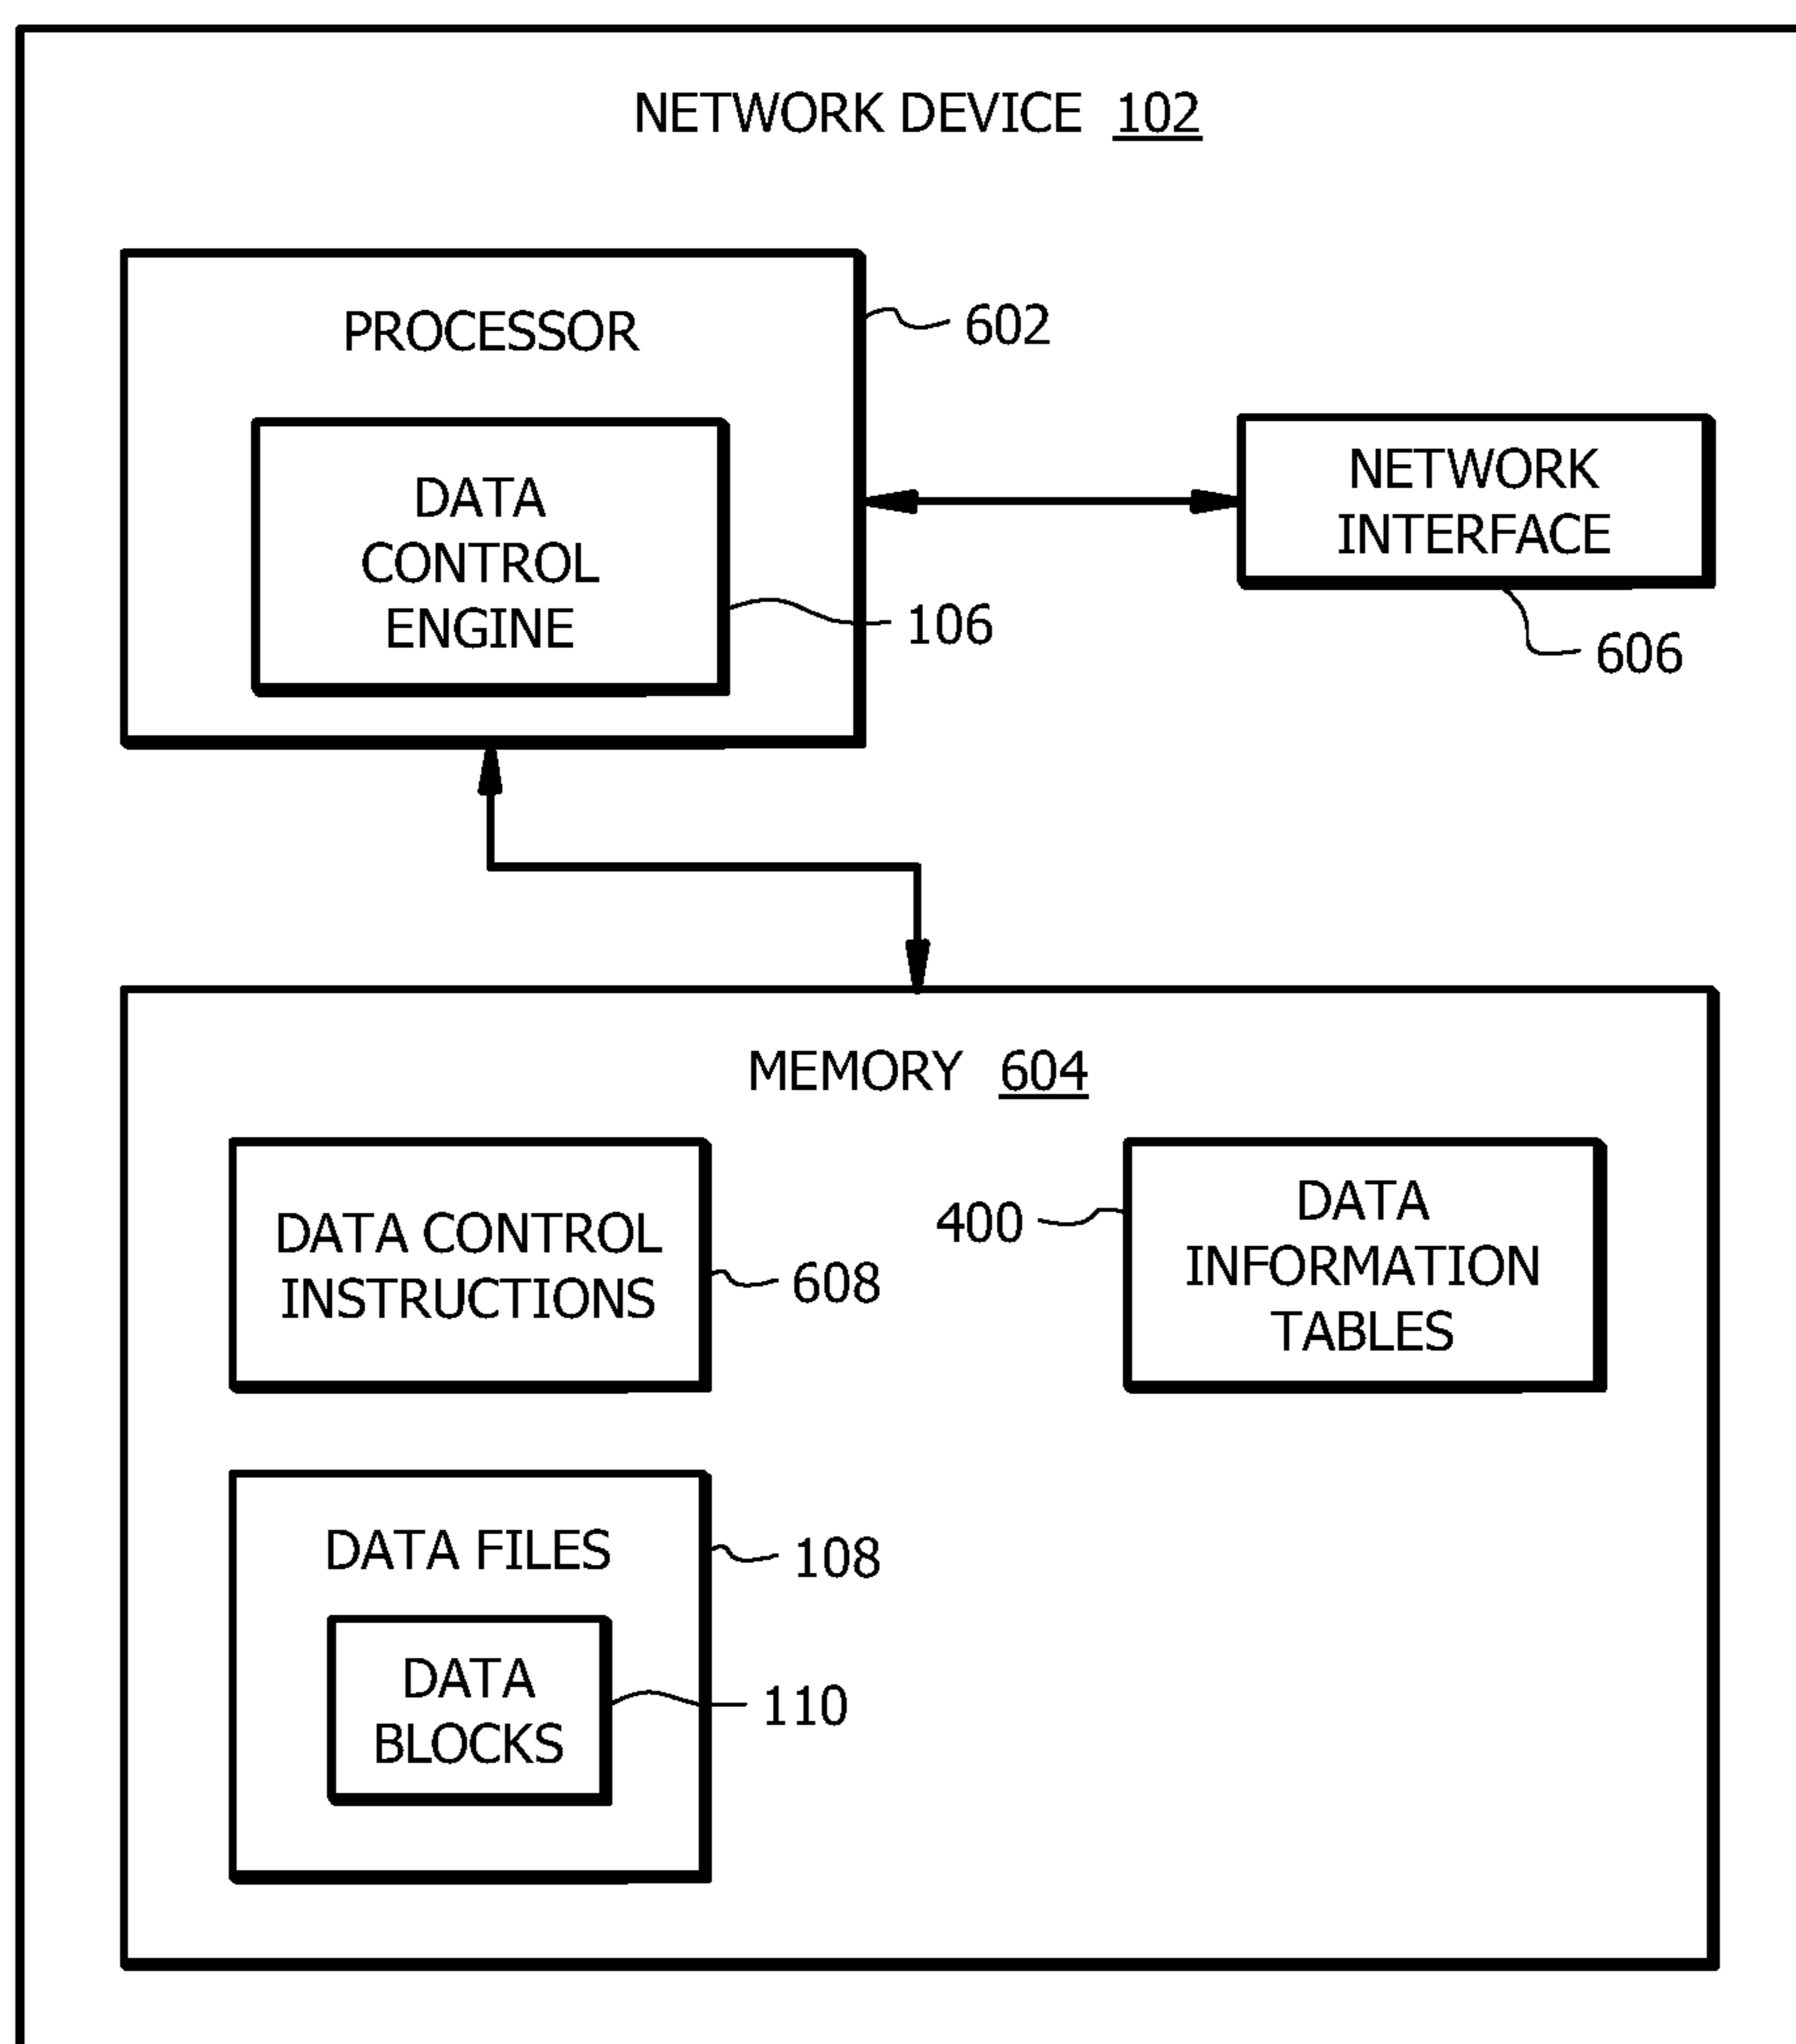 NETWORK DEVICE 102
PROCESSOR
602
DATA
CONTROL
ENGINE
106
NETWORK
INTERFACE
606
MEMORY 604
DATA CONTROL
INSTRUCTIONS
608
400
DATA
INFORMATION
TABLES
DATA FILES
108
DATA
BLOCKS
110